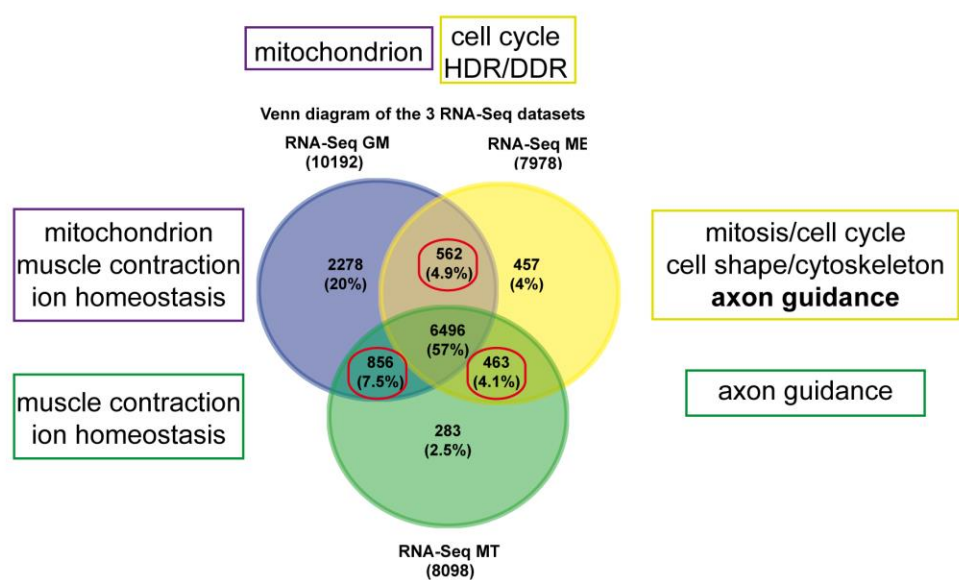 mitochondrion
cell cycle
HDR/DDR
Venn diagram of the 3 RNA-Seq datasets
RNA-Seq GM
(10192)
RNA-Seq ME
(7978)
mitochondrion
muscle contraction
ion homeostasis
2278
(20%)
562
(4.9%)
457
(4%)
mitosis/cell cycle
cell shape/cytoskeleton
axon guidance
6496
(57%)
856
(7.5%)
463
(4.1%)
muscle contraction
ion homeostasis
axon guidance
283
(2.5%)
RNA-Seq MT
(8098)